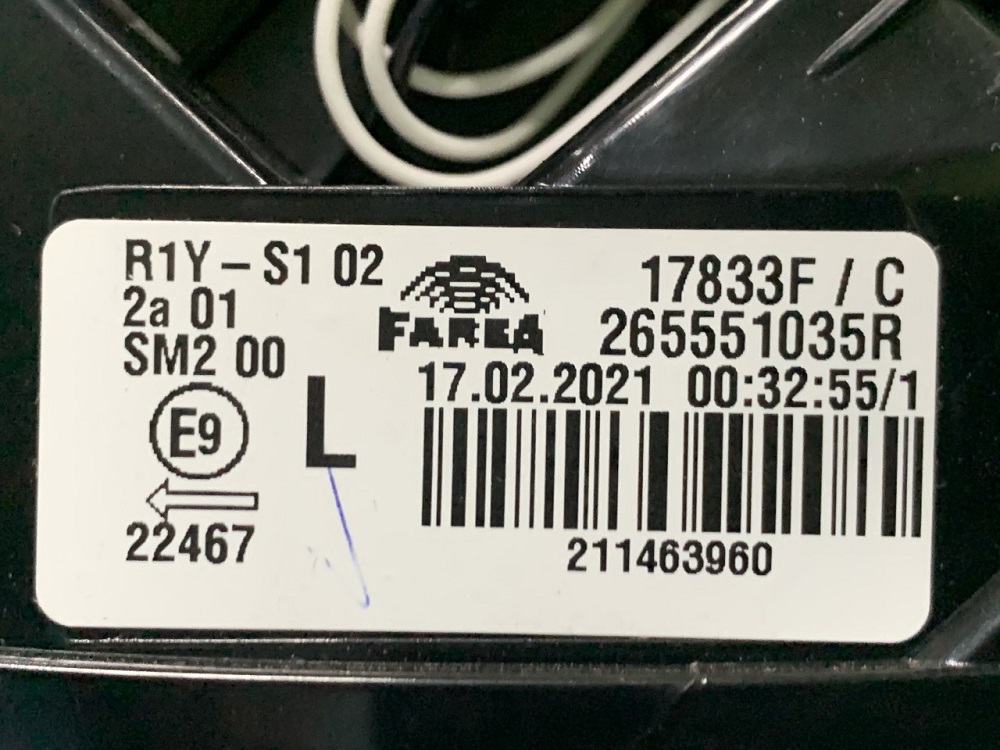 R1Y – S1 02
2a 01
SM2 00
E9
22467
L
FARBA
17833F / C
265551035R
17.02.2021 00:32:55/1
211463960